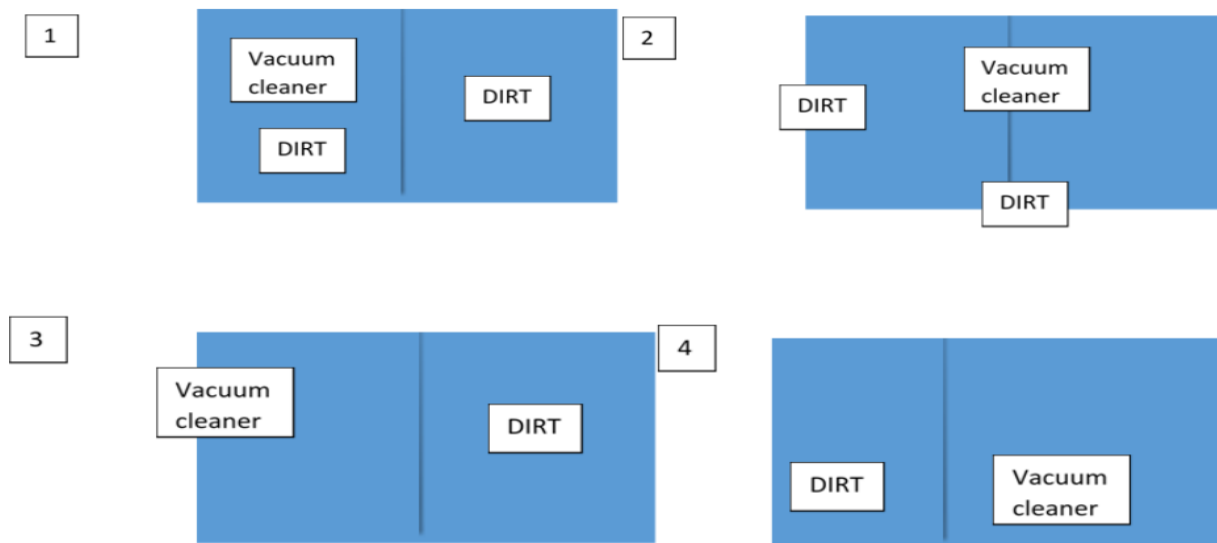 1
Vacuum
cleaner
DIRT
DIRT
2
Vacuum
cleaner
DIRT
DIRT
3
Vacuum
cleaner
DIRT
4
DIRT
Vacuum
cleaner